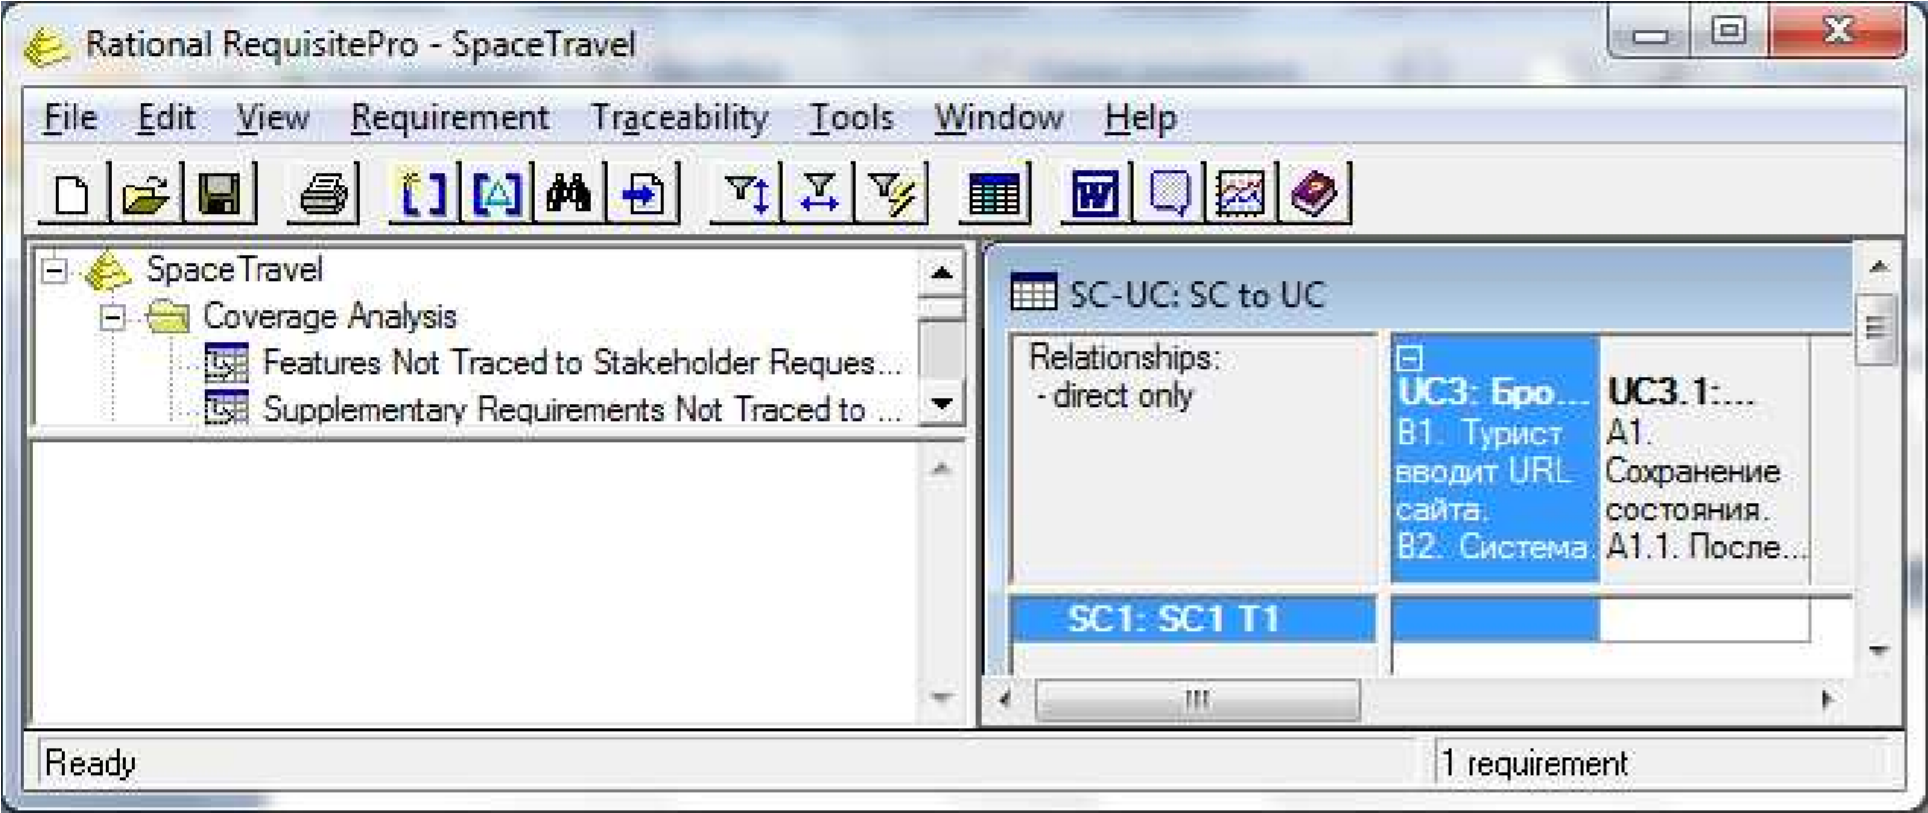 Rational RequisitePro - SpaceTravel
File Edit View Requirement Traceability Tools Window Help
SpaceTravel
Coverage Analysis
Features Not Traced to Stakeholder Reques...
Supplementary Requirements Not Traced to ...
SC-UC: SC to UC
Relationships:
- direct only
UC3: Бро...
B1. Турист
вводит URL
сайта.
B2. Система
UC3.1:...
A1.
Сохранение
состояния.
A1.1. После...
SC1: SC1 T1
Ready
1 requirement